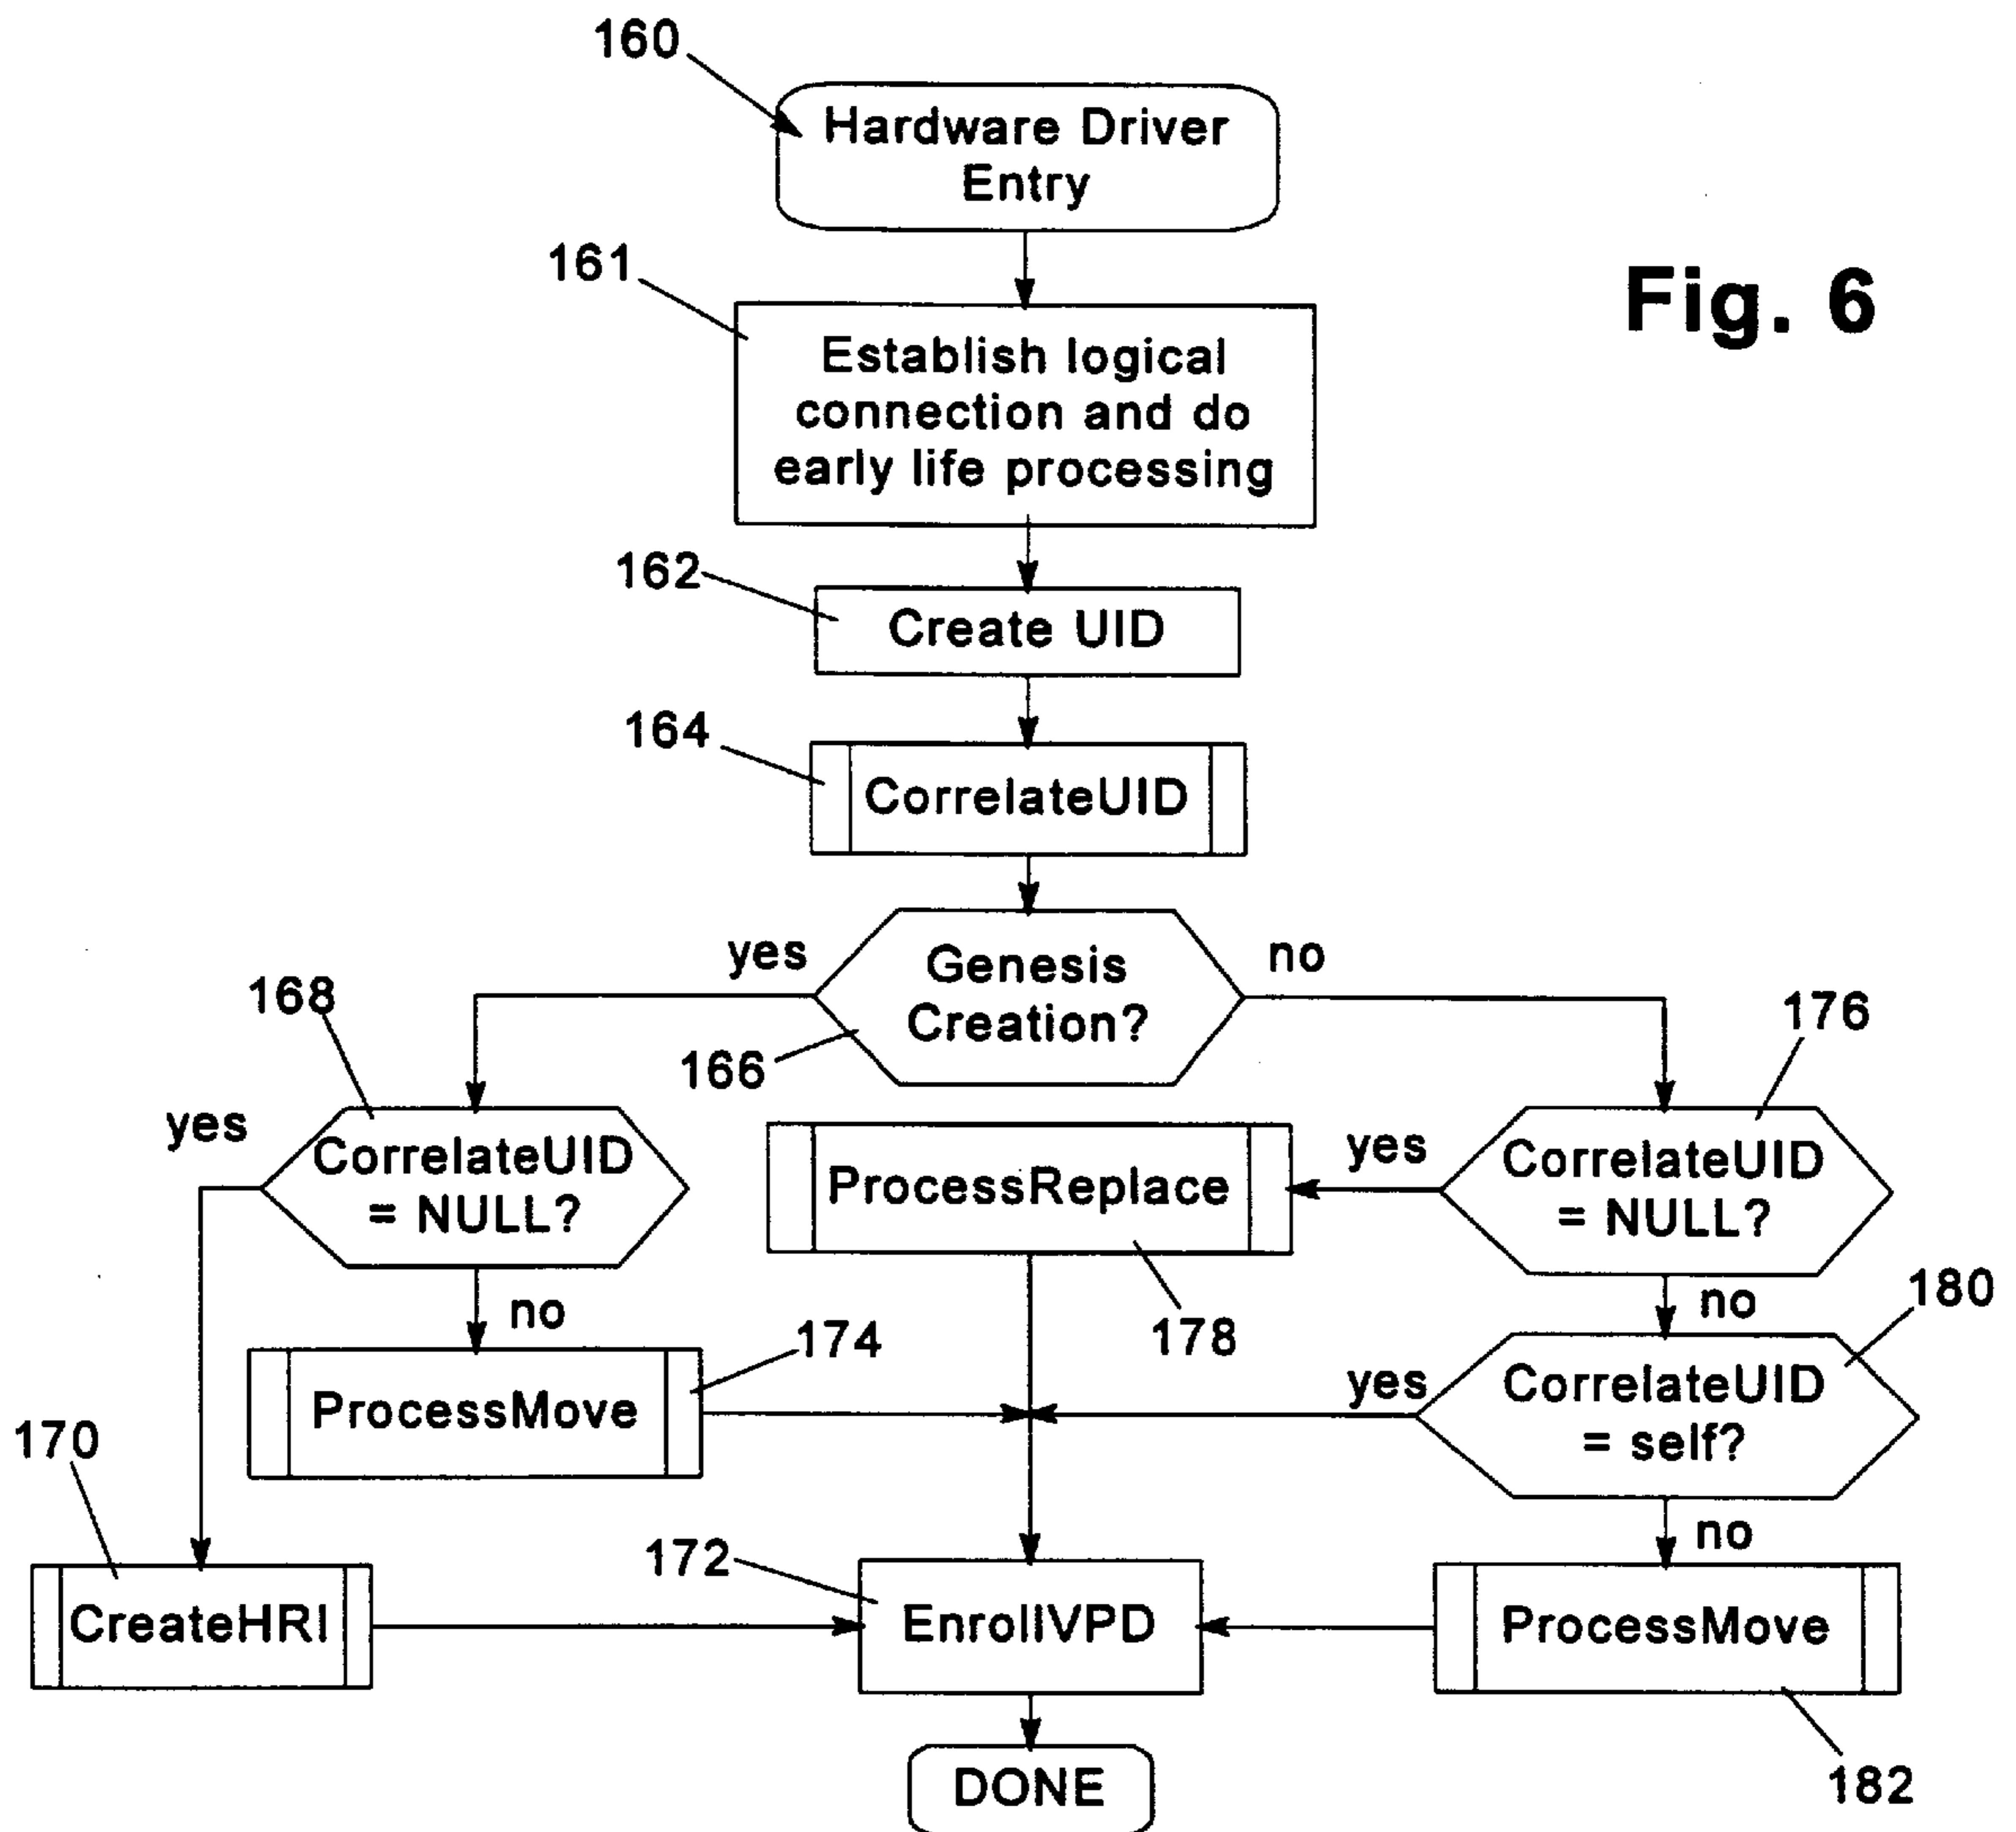 160
Hardware Driver
Entry
161
Fig. 6
Establish logical
connection and do
early life processing
162
Create UID
164
CorrelateUID
yes
no
Genesis
Creation?
166
168
176
yes
CorrelateUID
= NULL?
ProcessReplace
yes
CorrelateUID
= NULL?
no
178
no
180
174
ProcessMove
yes
CorrelateUID
= self?
170
no
172
CreateHRI
EnrollVPD
ProcessMove
182
DONE